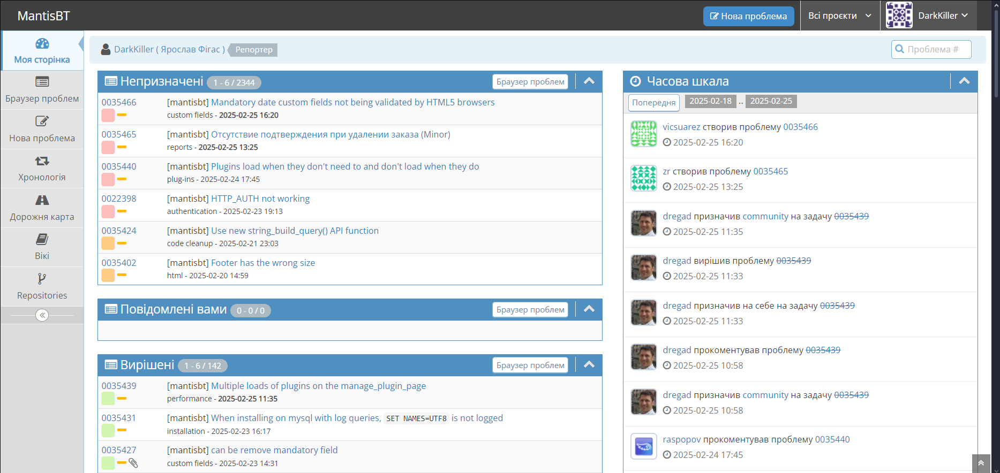 MantisBT
Нова проблема
Всі проєкти
DarkKiller
Моя сторінка
Браузер проблем
Нова проблема
Хронологія
Дорожня карта
Вікі
Repositories
DarkKiller ( Ярослав Фігас ) Репортер
Проблема #
Непризначені 1 - 6 / 2344 Браузер проблем
0035466 [mantisbt] Mandatory date custom fields not being validated by HTML5 browsers
custom fields - 2025-02-25 16:20
0035465 [mantisbt] Отсутствие подтверждения при удалении заказа (Minor)
reports - 2025-02-25 13:25
0035440 [mantisbt] Plugins load when they don't need to and don't load when they do
plug-ins - 2025-02-24 17:45
0022398 [mantisbt] HTTP_AUTH not working
authentication - 2025-02-23 19:13
0035424 [mantisbt] Use new string_build_query() API function
code cleanup - 2025-02-21 23:03
0035402 [mantisbt] Footer has the wrong size
html - 2025-02-20 14:59
Повідомлені вами 0 - 0 / 0 Браузер проблем
Вирішені 1 - 6 / 142 Браузер проблем
0035439 [mantisbt] Multiple loads of plugins on the manage_plugin_page
performance - 2025-02-25 11:35
0035431 [mantisbt] When installing on mysql with log queries, SET NAMES=UTF8 is not logged
installation - 2025-02-23 16:17
0035427 [mantisbt] can be remove mandatory field
custom fields - 2025-02-23 14:31
Часова шкала
Попередня 2025-02-18 .. 2025-02-25
vicsuarez створив проблему 0035466
2025-02-25 16:20
zr створив проблему 0035465
2025-02-25 13:25
dregad призначив community на задачу 0035439
2025-02-25 11:35
dregad вирішив проблему 0035439
2025-02-25 11:33
dregad призначив на себе на задачу 0035439
2025-02-25 11:33
dregad прокоментував проблему 0035439
2025-02-25 10:58
dregad призначив community на задачу 0035439
2025-02-25 10:58
raspopov прокоментував проблему 0035440
2025-02-24 17:45